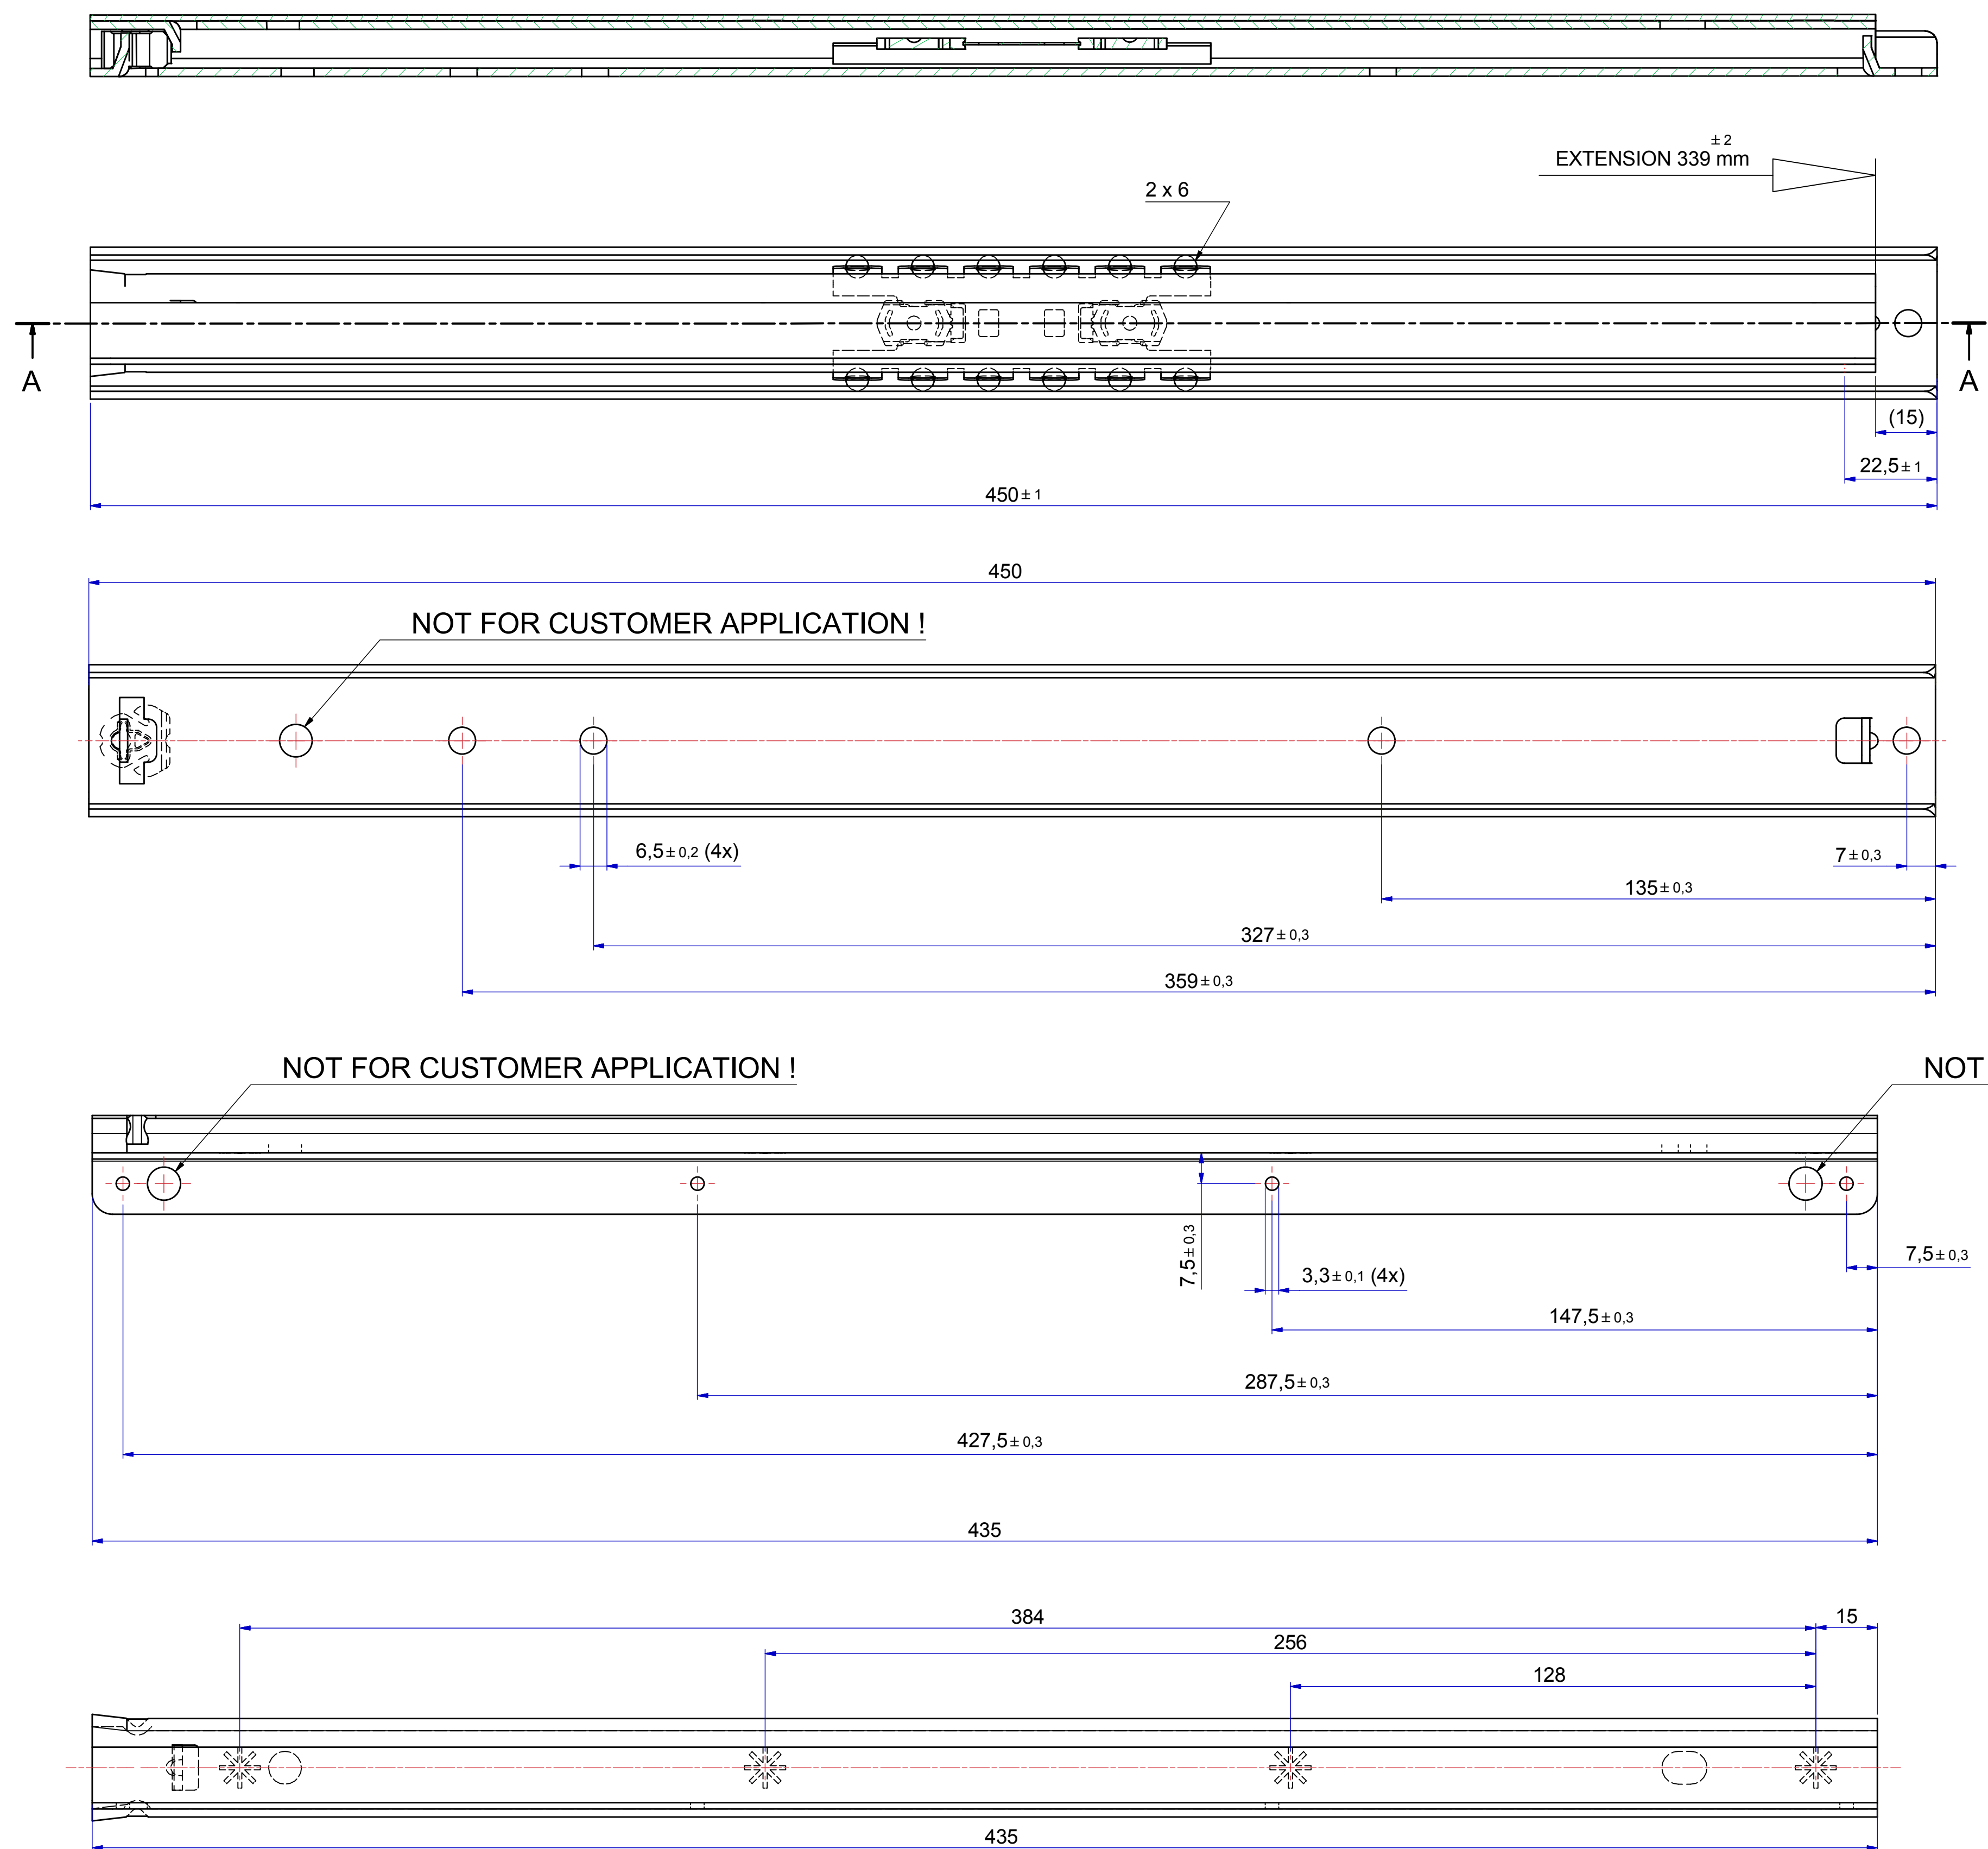 ± 2
EXTENSION 339 mm
2 x 6
A
A
(15)
22,5 ± 1
450 ± 1
450
NOT FOR CUSTOMER APPLICATION !
6,5 ± 0,2 (4x)
7 ± 0,3
135 ± 0,3
327 ± 0,3
359 ± 0,3
NOT FOR CUSTOMER APPLICATION !
NOT
7,5 ± 0,3
7,5 ± 0,3
3,3 ± 0,1 (4x)
147,5 ± 0,3
287,5 ± 0,3
427,5 ± 0,3
435
384
15
256
128
435